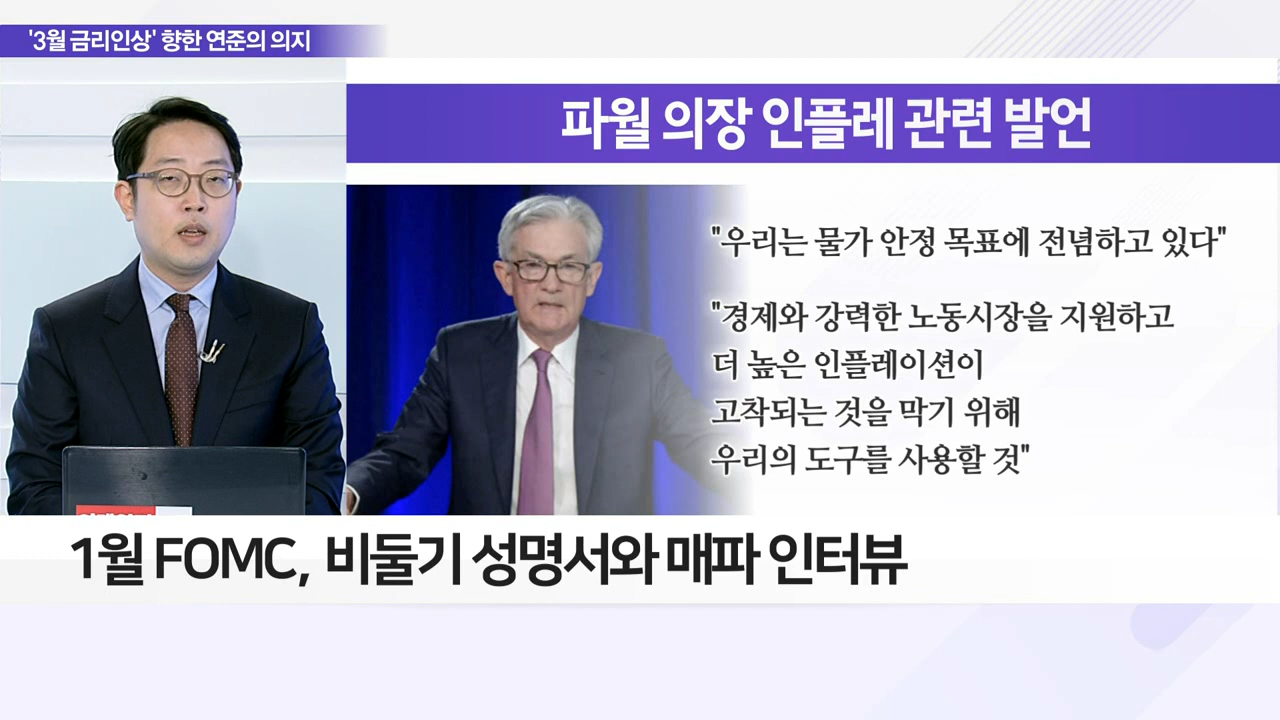 '3월 금리인상' 향한 연준의 의지
파월 의장 인플레 관련 발언
"우리는 물가 안정 목표에 전념하고 있다"
"경제와 강력한 노동시장을 지원하고
더 높은 인플레이션이
고착되는 것을 막기 위해
우리의 도구를 사용할 것"
1월 FOMC, 비둘기 성명서와 매파 인터뷰